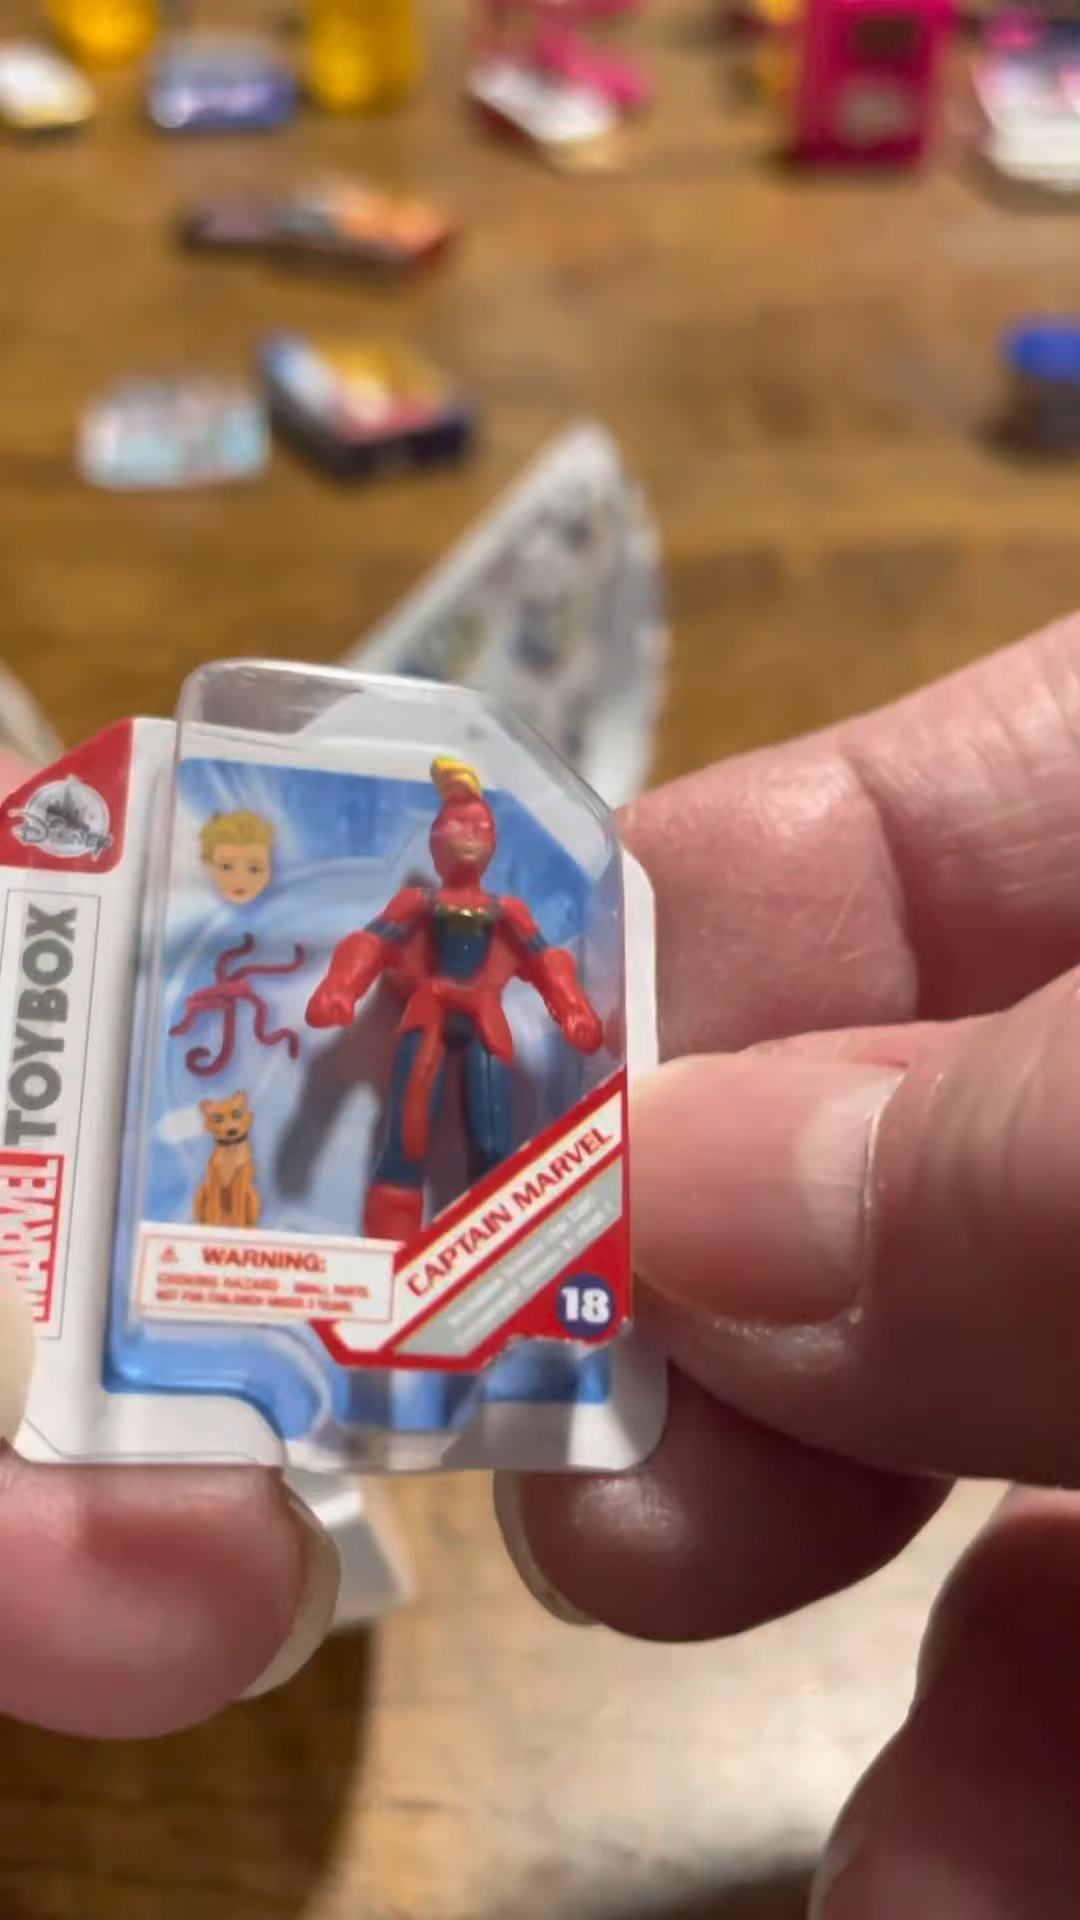 Disney
MARVEL TOYBOX
CAPTAIN MARVEL
WARNING:
CHOKING HAZARD - SMALL PARTS.
NOT FOR CHILDREN UNDER 3 YEARS.
18